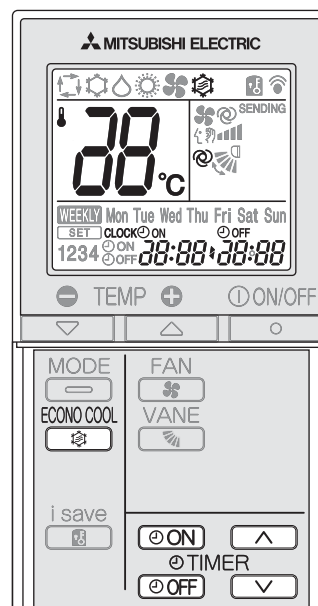 MITSUBISHI ELECTRIC
SENDING
88°C
WEEKLY Mon Tue Wed Thu Fri Sat Sun
SET CLOCK ON OFF
1234 ON OFF 88:88 88:88
TEMP ON/OFF
MODE FAN
ECONO COOL VANE
i save
ON
TIMER
OFF